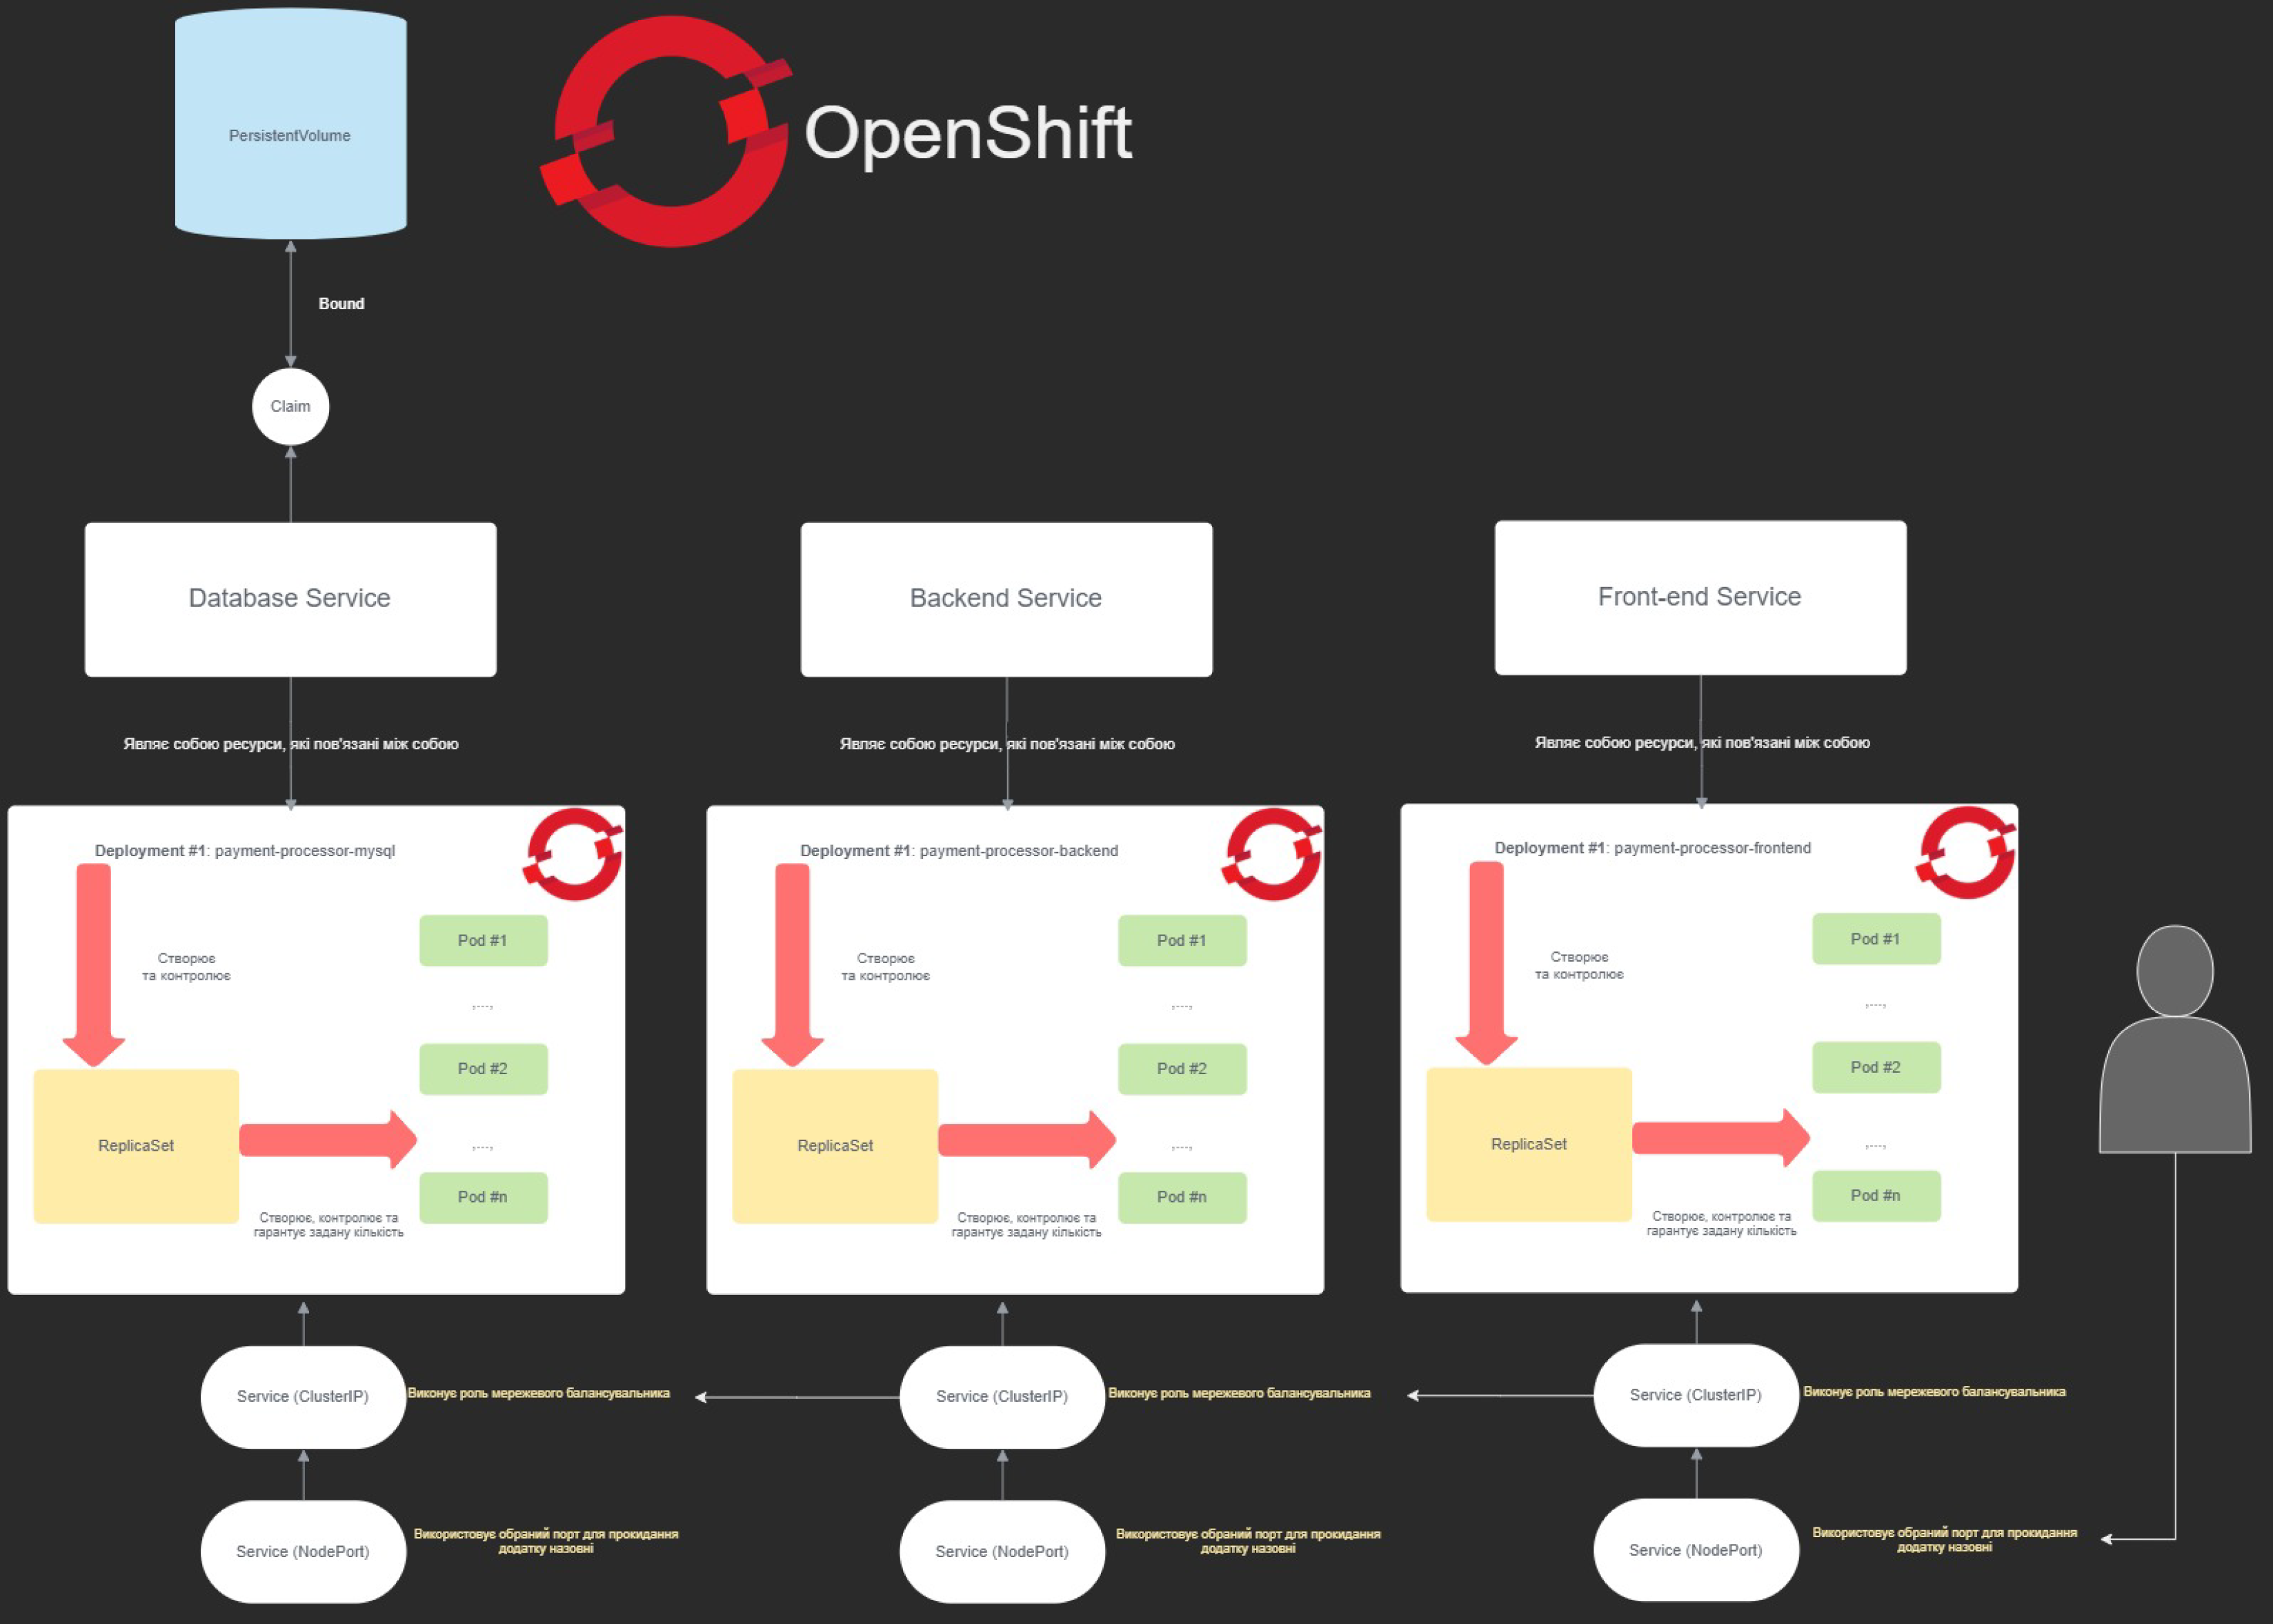 PersistentVolume
OpenShift
Bound
Claim
Database Service
Backend Service
Front-end Service
Являє собою ресурси, які пов'язані між собою
Являє собою ресурси, які пов'язані між собою
Являє собою ресурси, які пов'язані між собою
Deployment #1: payment-processor-mysql
Створює
та контролює
Pod #1
,...,
Pod #2
,...,
Pod #n
ReplicaSet
Створює, контролює та
гарантує задану кількість
Deployment #1: payment-processor-backend
Створює
та контролює
Pod #1
,...,
Pod #2
,...,
Pod #n
ReplicaSet
Створює, контролює та
гарантує задану кількість
Deployment #1: payment-processor-frontend
Створює
та контролює
Pod #1
,...,
Pod #2
,...,
Pod #n
ReplicaSet
Створює, контролює та
гарантує задану кількість
Service (ClusterIP)
Виконує роль мережевого балансувальника
Service (ClusterIP)
Виконує роль мережевого балансувальника
Service (ClusterIP)
Виконує роль мережевого балансувальника
Service (NodePort)
Використовує обраний порт для прокидання
додатку назовні
Service (NodePort)
Використовує обраний порт для прокидання
додатку назовні
Service (NodePort)
Використовує обраний порт для прокидання
додатку назовні